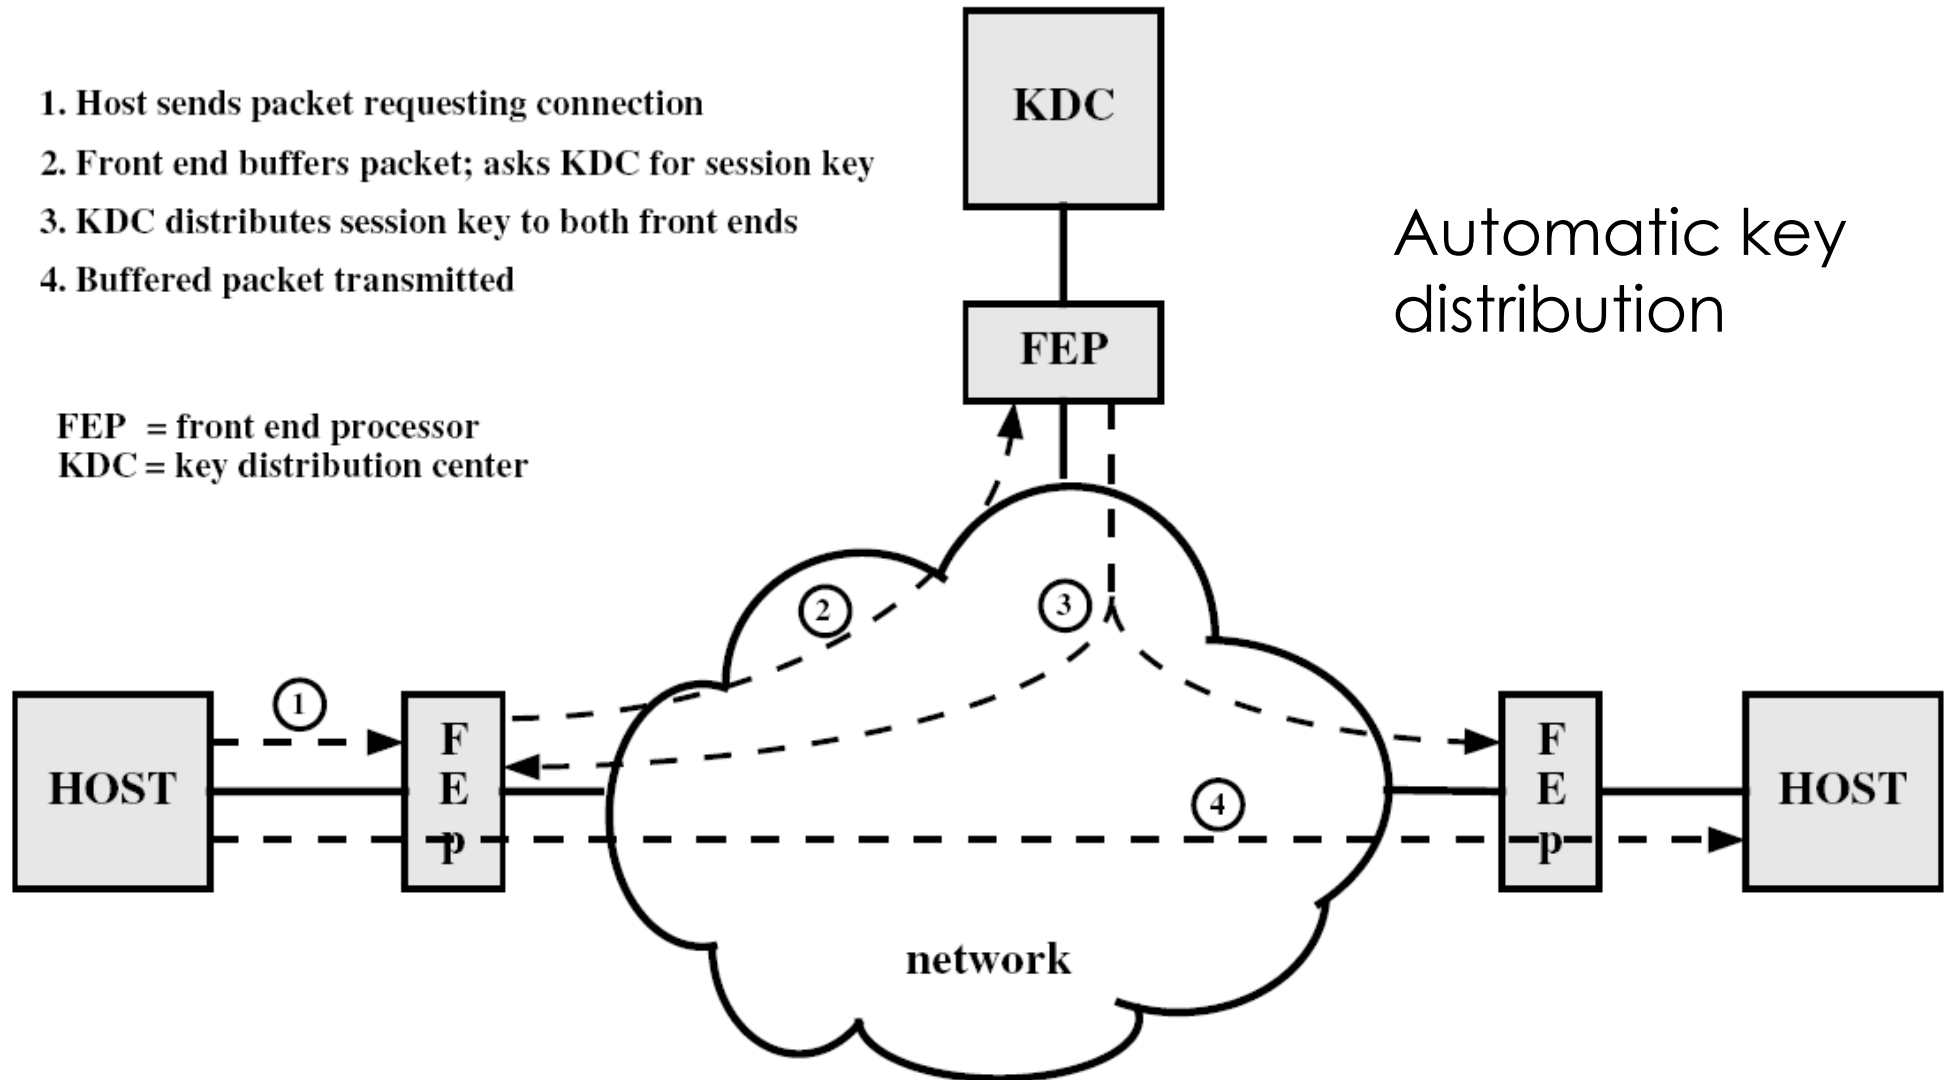 1. Host sends packet requesting connection
2. Front end buffers packet; asks KDC for session key
3. KDC distributes session key to both front ends
4. Buffered packet transmitted
FEP = front end processor
KDC = key distribution center
KDC
FEP
Automatic key
distribution
2
3
1
HOST
F
E
p
4
F
E
p
HOST
network